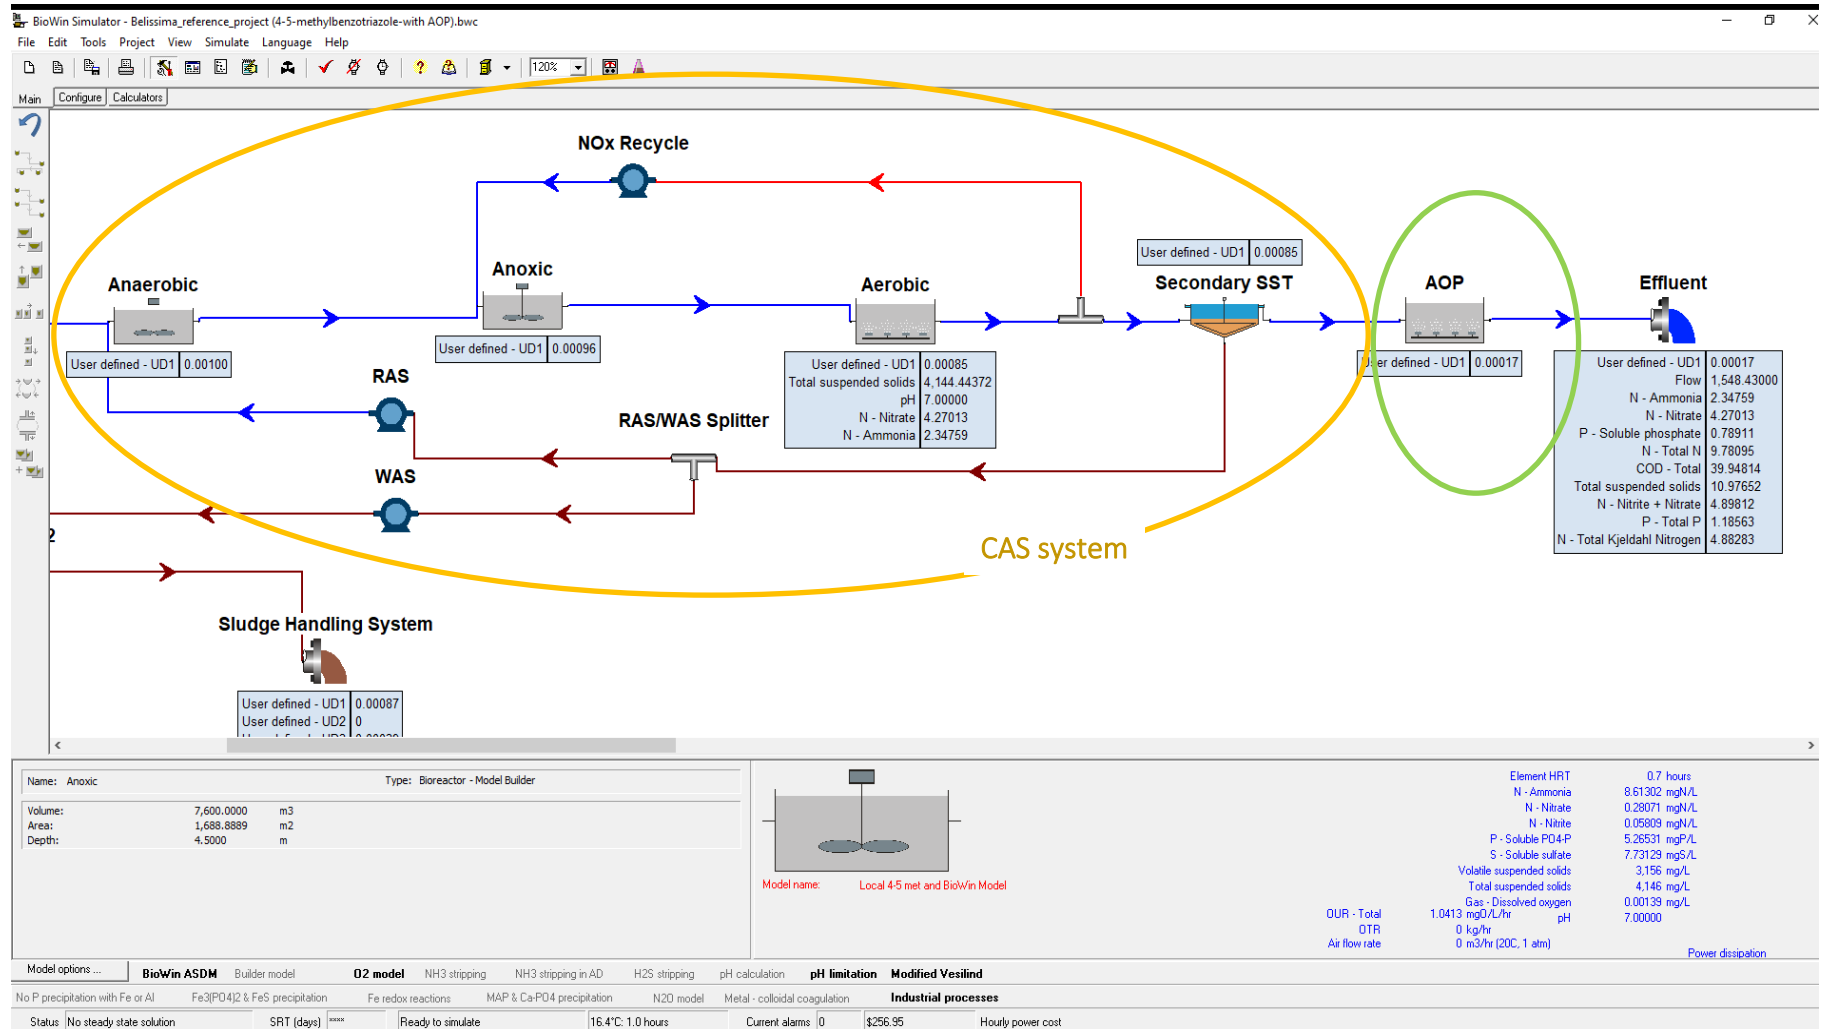 BioWin Simulator - Belissima_reference_project (4-5-methylbenzotriazole-with AOP).bwc
File Edit Tools Project View Simulate Language Help
120%
Main Configure Calculators
NOx Recycle
User defined - UD1 0.00085
Anaerobic
Anoxic
Aerobic
Secondary SST
AOP
Effluent
User defined - UD1 0.00100
User defined - UD1 0.00096
User defined - UD1 0.00085
Total suspended solids 4,144.44372
pH 7.00000
N - Nitrate 4.27013
N - Ammonia 2.34759
User defined - UD1 0.00017
User defined - UD1 0.00017
Flow 1,548.43000
N - Ammonia 2.34759
N - Nitrate 4.27013
P - Soluble phosphate 0.78911
N - Total N 9.78095
COD - Total 39.94814
Total suspended solids 10.97652
N - Nitrite + Nitrate 4.89812
P - Total P 1.18563
N - Total Kjeldahl Nitrogen 4.88283
RAS
RAS/WAS Splitter
WAS
2
CAS system
Sludge Handling System
User defined - UD1 0.00087
User defined - UD2 0
Name: Anoxic Type: Bioreactor - Model Builder
Volume: 7,600.0000 m3
Area: 1,688.8889 m2
Depth: 4.5000 m
Model name: Local 4-5 met and BioWin Model
Element HRT 0.7 hours
N - Ammonia 8.61302 mgN/L
N - Nitrate 0.28071 mgN/L
N - Nitrite 0.05809 mgN/L
P - Soluble PO4-P 5.26531 mgP/L
S - Soluble sulfate 7.73129 mgS/L
Volatile suspended solids 3,156 mg/L
Total suspended solids 4,146 mg/L
Gas - Dissolved oxygen 0.00139 mg/L
OUR - Total 1.0413 mgO/L/hr pH 7.00000
OTR 0 kg/hr
Air flow rate 0 m3/hr (20C, 1 atm)
Power dissipation
Model options ... BioWin ASDM Builder model O2 model NH3 stripping NH3 stripping in AD H2S stripping pH calculation pH limitation Modified Vesilind
No P precipitation with Fe or Al Fe3(PO4)2 & FeS precipitation Fe redox reactions MAP & Ca-PO4 precipitation N2O model Metal - colloidal coagulation Industrial processes
Status No steady state solution SRT (days) **** Ready to simulate 16.4°C: 1.0 hours Current alarms 0 $256.95 Hourly power cost